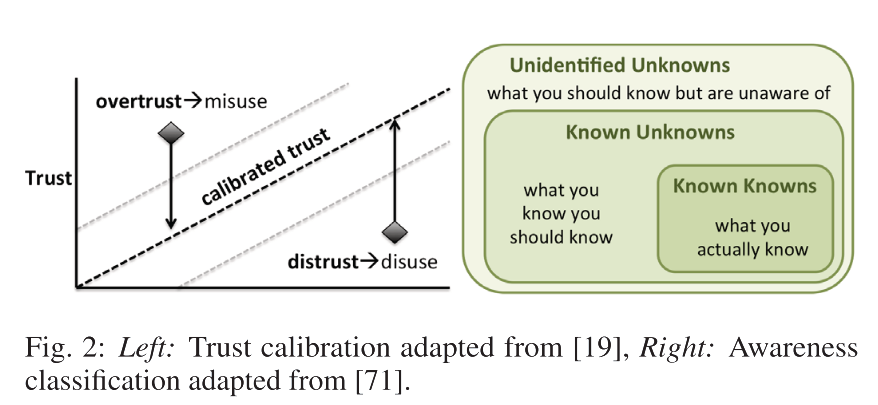 overtrust→misuse
calibrated trust
Trust
distrust→disuse
Unidentified Unknowns
what you should know but are unaware of
Known Unknowns
what you
know you
should know
Known Knowns
what you
actually know
Fig. 2: Left: Trust calibration adapted from [19], Right: Awareness
classification adapted from [71].